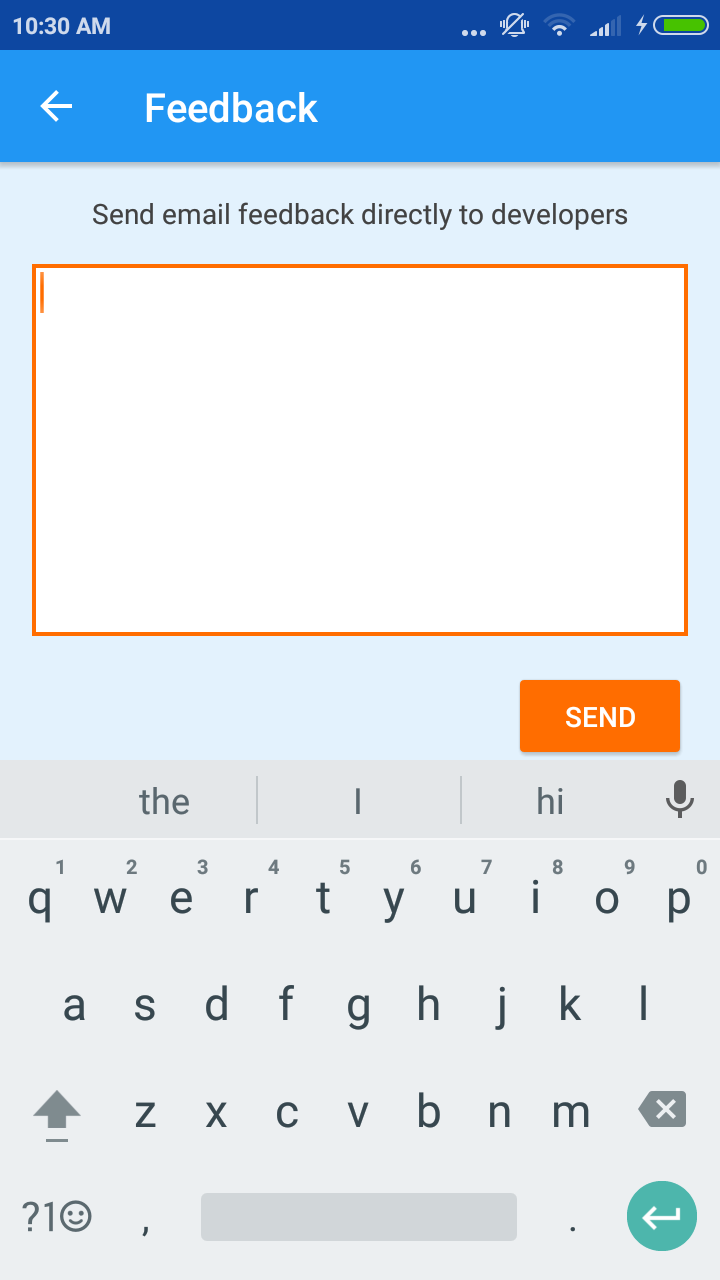 10:30 AM
Feedback
Send email feedback directly to developers
SEND
the I hi
1 2 3 4 5 6 7 8 9 0
q w e r t y u i o p
a s d f g h j k l
z x c v b n m
?1 , .